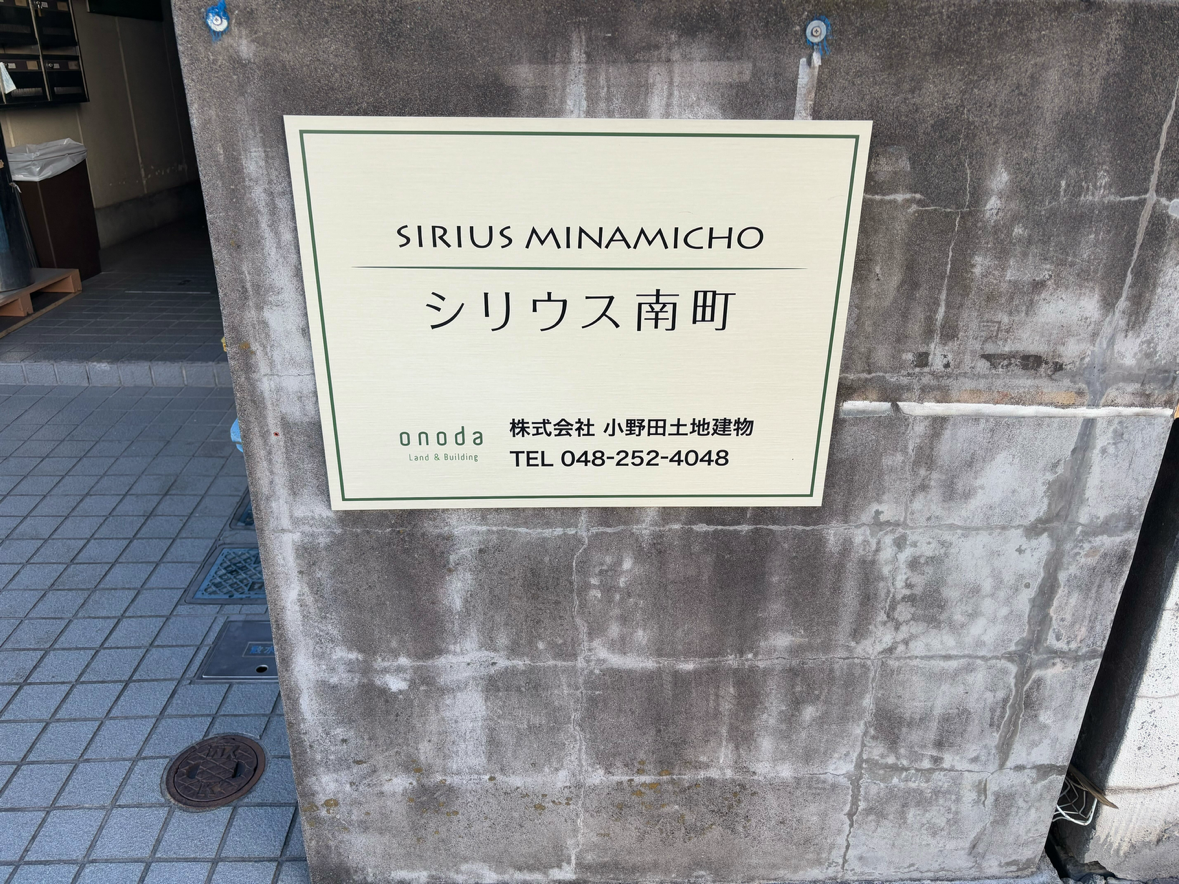 SIRIUS MINAMICHO
シリウス南町
onoda
Land & Building
株式会社 小野田土地建物
TEL 048-252-4048